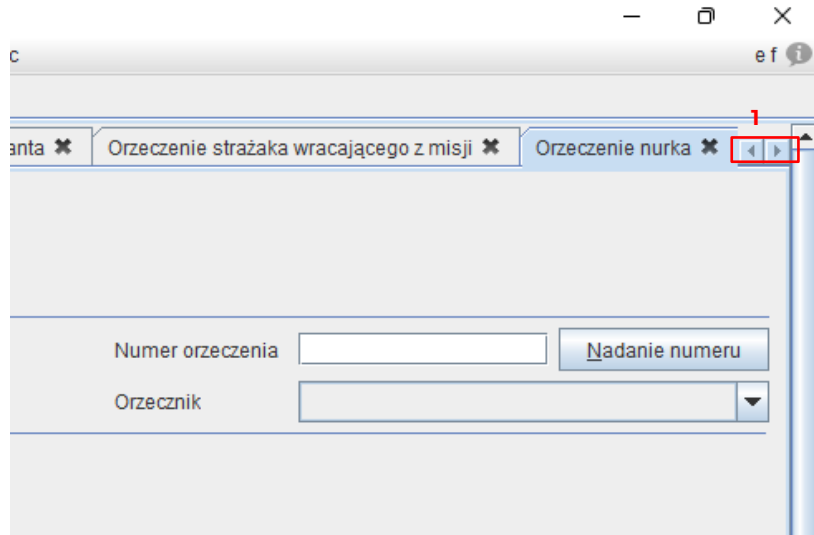 c e f
1
anta ✖ Orzeczenie strażaka wracającego z misji ✖ Orzeczenie nurka ✖
Numer orzeczenia Nadanie numeru
Orzecznik